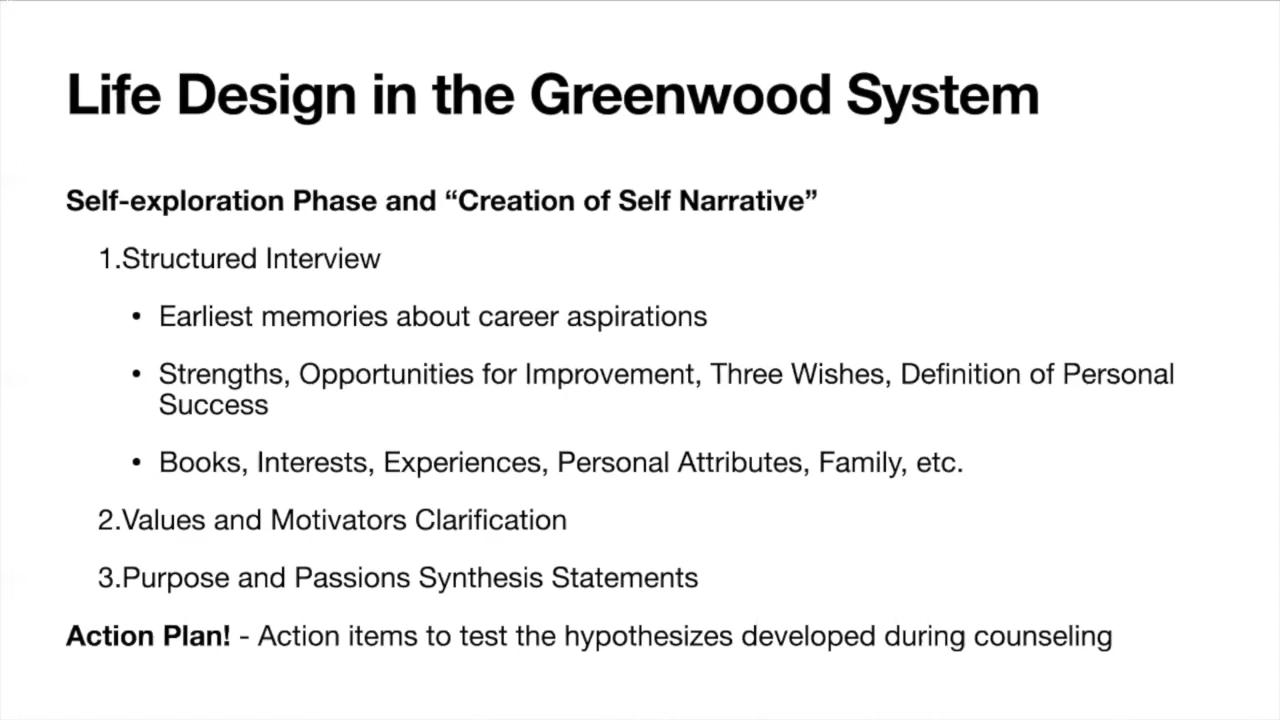 Life Design in the Greenwood System
Self-exploration Phase and “Creation of Self Narrative”
1.Structured Interview
• Earliest memories about career aspirations
• Strengths, Opportunities for Improvement, Three Wishes, Definition of Personal
Success
• Books, Interests, Experiences, Personal Attributes, Family, etc.
2.Values and Motivators Clarification
3.Purpose and Passions Synthesis Statements
Action Plan! - Action items to test the hypothesizes developed during counseling